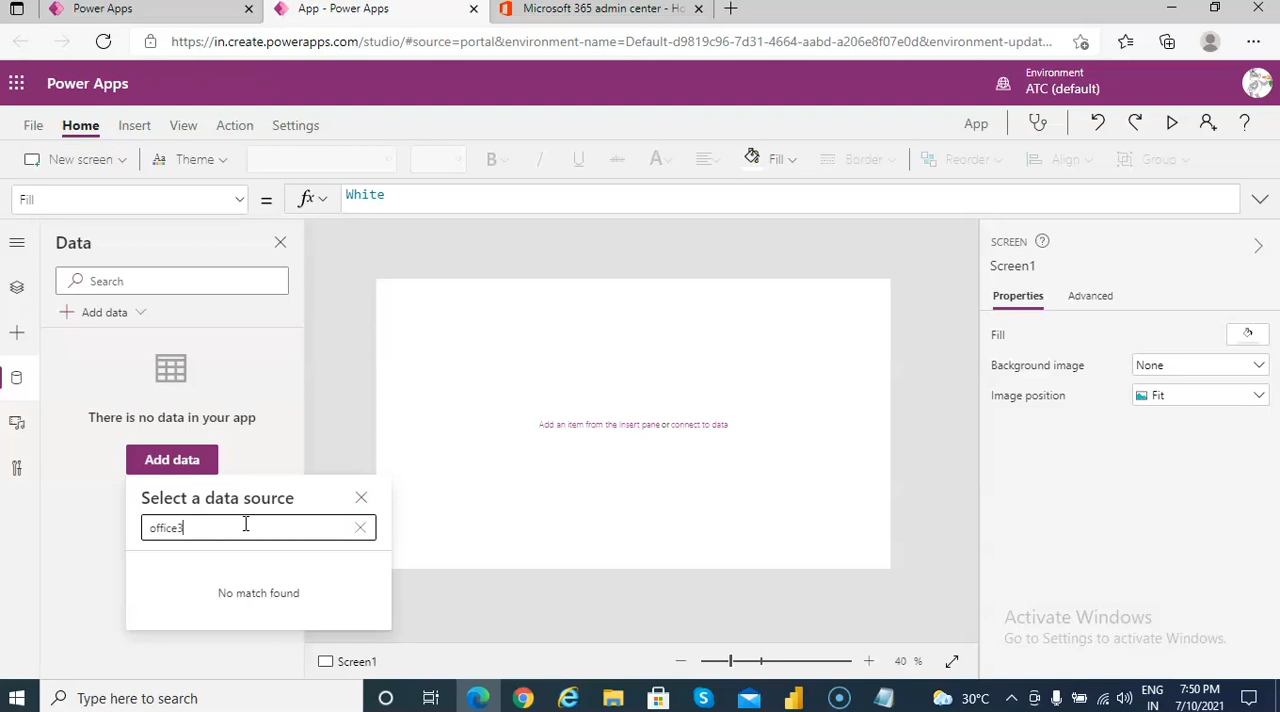 Power Apps
App - Power Apps
Microsoft 365 admin center - Ho
https://in.create.powerapps.com/studio/#source=portal&environment-name=Default-d9819c96-7d31-4664-aabd-a206e8f07e0d&environment-updat...
Power Apps
Environment
ATC (default)
File Home Insert View Action Settings App
New screen Theme B / U abc A Fill Border Reorder Align Group
Fill = fx White
Data
Search
Add data
There is no data in your app
Add data
Select a data source
office3
No match found
Add an item from the Insert pane or connect to data
SCREEN
Screen1
Properties Advanced
Fill
Background image None
Image position Fit
Activate Windows
Go to Settings to activate Windows.
Screen1 40 %
Type here to search
30°C
ENG
IN
7:50 PM
7/10/2021